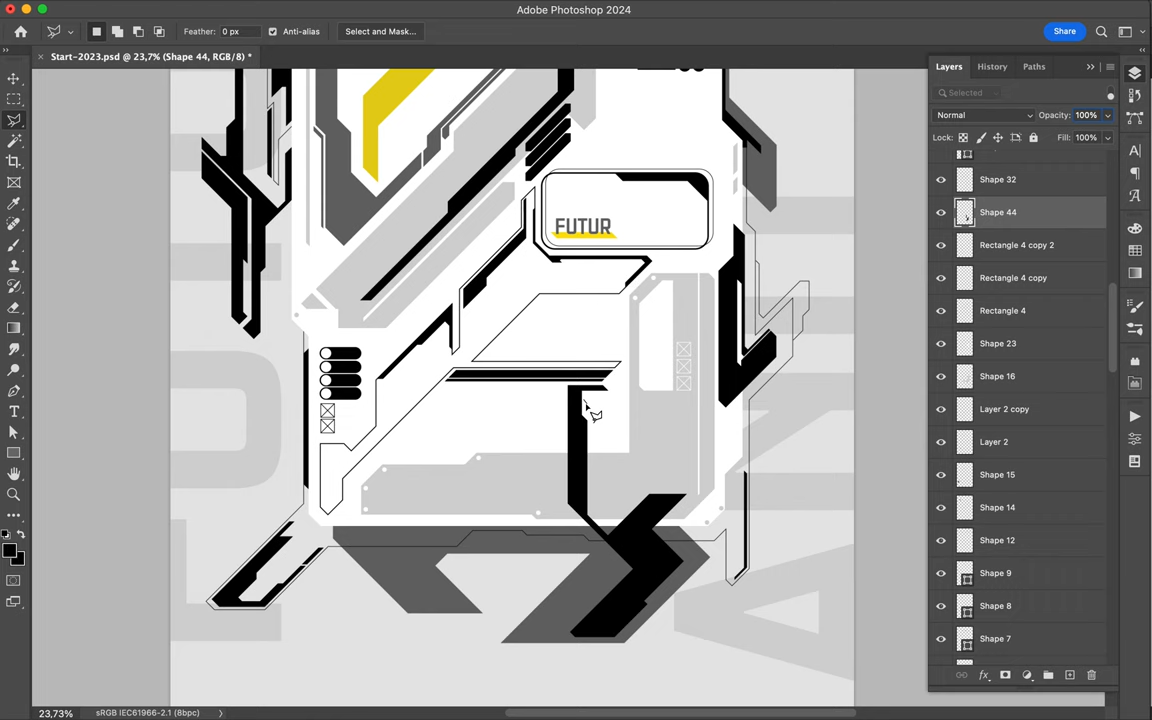 Adobe Photoshop 2024
Feather: 0 px
Anti-alias
Select and Mask...
Share
Start-2023.psd @ 23,7% (Shape 44, RGB/8) *
Layers
History
Paths
Selected
Normal
Opacity: 100%
Lock:
Fill: 100%
Shape 32
Shape 44
Rectangle 4 copy 2
Rectangle 4 copy
Rectangle 4
Shape 23
Shape 16
Layer 2 copy
Layer 2
Shape 15
Shape 14
Shape 12
Shape 9
Shape 8
Shape 7
FUTUR
23,73%
sRGB IEC61966-2.1 (8bpc)